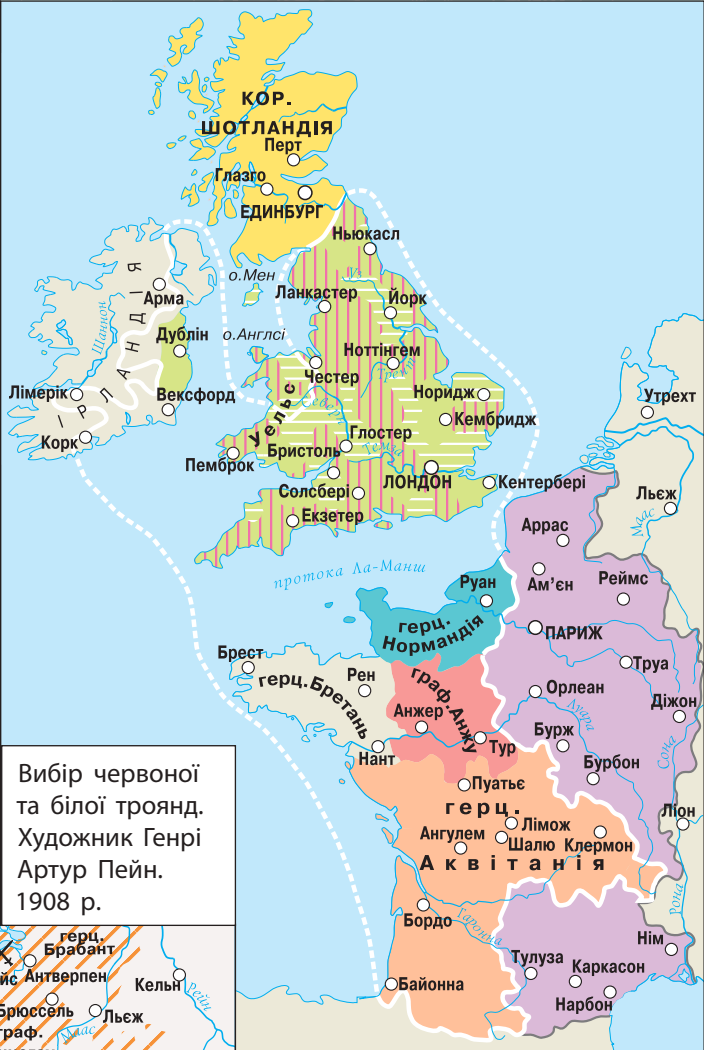 КОР.
ШОТЛАНДІЯ
Перт
Глазго
ЕДИНБУРГ
Ньюкасл
о.Мен
Ланкастер
Йорк
ІРЛАНДІЯ
Арма
Шаннон
Дублін
о.Англсі
Ноттінгем
Честер
Лімерік
Вексфорд
Уельс
Северн
Норидж
Кембридж
Утрехт
Корк
Глостер
Темза
Пемброк
Бристоль
ЛОНДОН
Кентербері
Солсбері
Екзетер
Льєж
Маас
Аррас
протока Ла-Манш
Руан
Ам’єн
Реймс
герц.
Нормандія
ПАРИЖ
Брест
Рен
герц.Бретань
граф.Анжу
Труа
Орлеан
Діжон
Анжер
Луара
Сона
Нант
Тур
Бурж
Бурбон
Вибір червоної
та білої троянд.
Художник Генрі
Артур Пейн.
1908 р.
Пуатьє
герц.
Аквітанія
Лімож
Ангулем
Шалю
Клермон
Ліон
Рона
Бордо
Гаронна
Тулуза
Нім
Каркасон
Байонна
Нарбон
герц.
Брабант
йс
Антверпен
Кельн
Рейн
Брюссель
Льєж
граф.
Маас